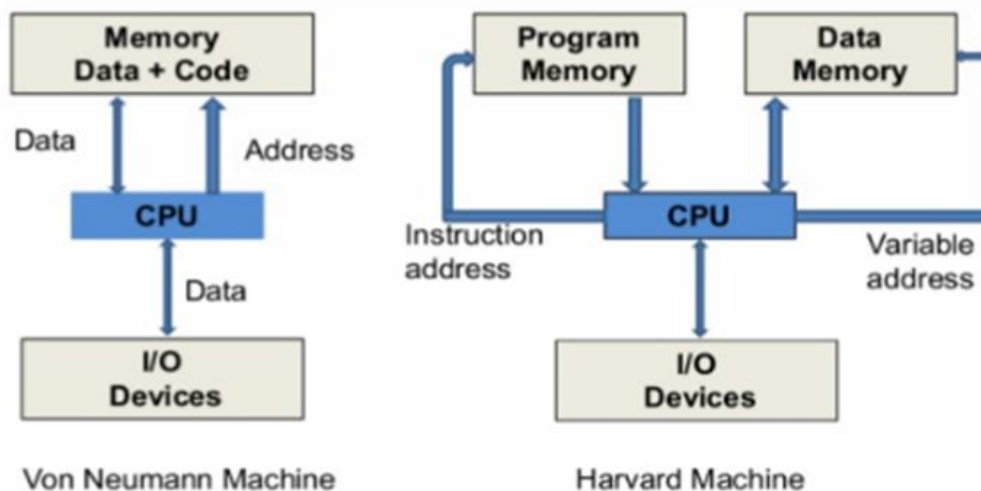 Memory
Data + Code
Data
Address
CPU
Data
I/O
Devices
Von Neumann Machine
Program
Memory
Data
Memory
CPU
Instruction
address
Variable
address
I/O
Devices
Harvard Machine